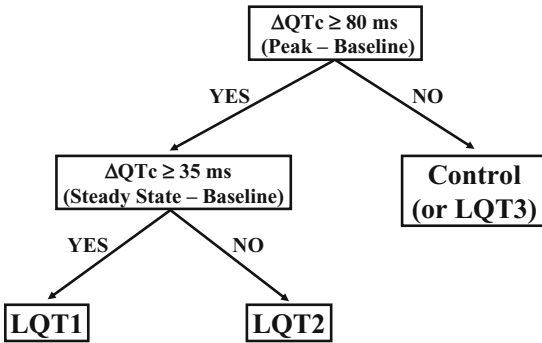 ΔQTc ≥ 80 ms
(Peak – Baseline)
YES
NO
ΔQTc ≥ 35 ms
(Steady State – Baseline)
Control
(or LQT3)
YES
NO
LQT1
LQT2